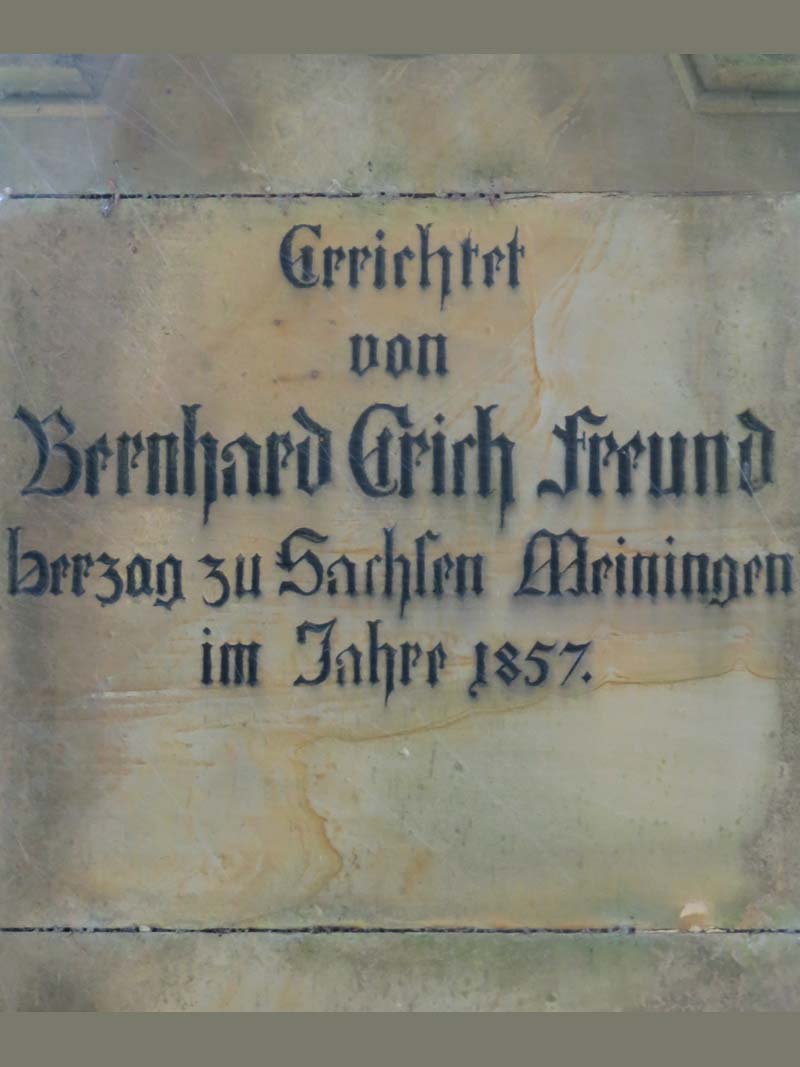 Errichtet
von
Bernhard Erich Freund
Herzog zu Sachsen Meiningen
im Jahre 1857.